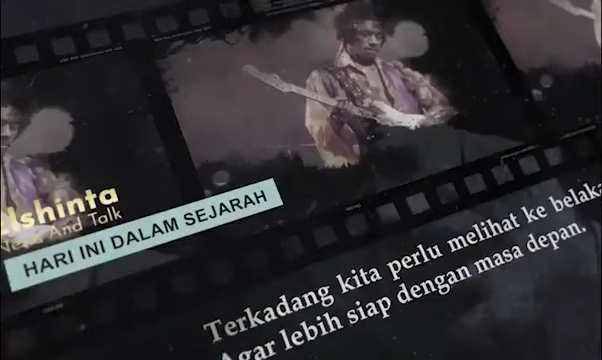 lshinta
News And Talk
HARI INI DALAM SEJARAH
Terkadang kita perlu melihat ke belaka
Agar lebih siap dengan masa depan.